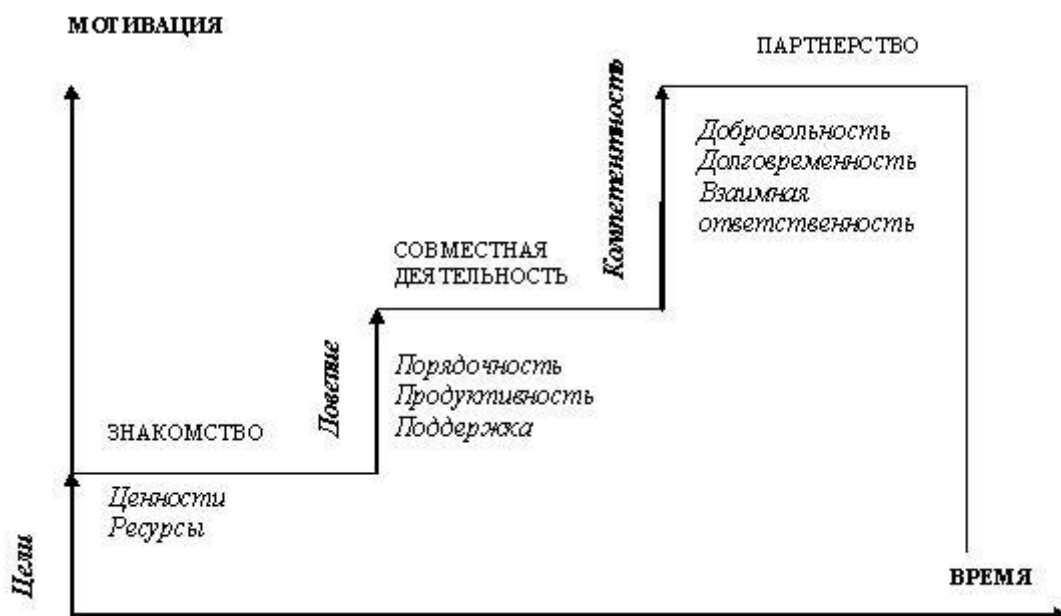 МОТИВАЦИЯ
ПАРТНЕРСТВО
Компетентность
Добровольность
Долговременность
Взаимная
ответственность
СОВМЕСТНАЯ
ДЕЯТЕЛЬНОСТЬ
Доверие
Порядочность
Продуктивность
Поддержка
ЗНАКОМСТВО
Ценности
Ресурсы
Цели
ВРЕМЯ